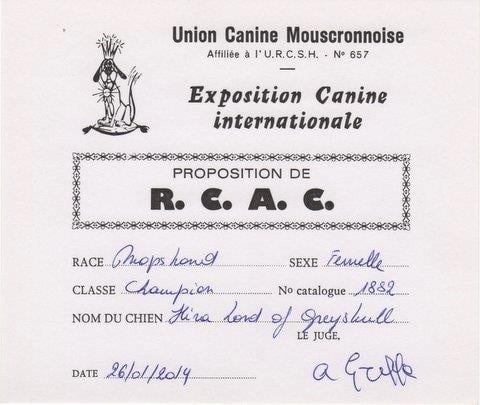 Union Canine Mouscronnoise
Affiliée à l'U.R.C.S.H. - Nº 657
Exposition Canine
internationale
PROPOSITION DE
R. C. A. C.
RACE Mopshond SEXE Femelle
CLASSE Champion No catalogue 1882
NOM DU CHIEN Hira Lord of Greyskull
LE JUGE,
DATE 26/01/2014